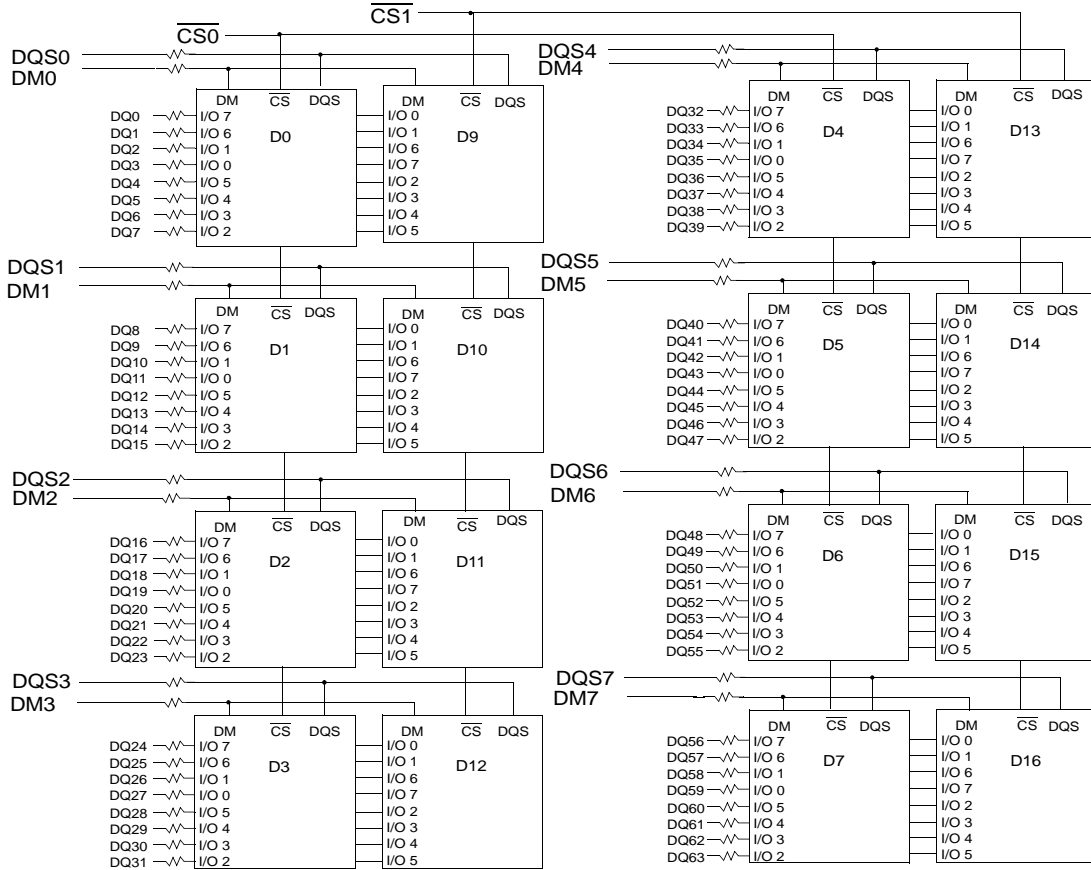 CS1
CS0
DQS0
DM0
DM CS DQS DM CS DQS
D0 D9
DQ0 I/O 7 I/O 0
DQ1 I/O 6 I/O 1
DQ2 I/O 1 I/O 6
DQ3 I/O 0 I/O 7
DQ4 I/O 5 I/O 2
DQ5 I/O 4 I/O 3
DQ6 I/O 3 I/O 4
DQ7 I/O 2 I/O 5
DQS1
DM1
DM CS DQS DM CS DQS
D1 D10
DQ8 I/O 7 I/O 0
DQ9 I/O 6 I/O 1
DQ10 I/O 1 I/O 6
DQ11 I/O 0 I/O 7
DQ12 I/O 5 I/O 2
DQ13 I/O 4 I/O 3
DQ14 I/O 3 I/O 4
DQ15 I/O 2 I/O 5
DQS2
DM2
DM CS DQS DM CS DQS
D2 D11
DQ16 I/O 7 I/O 0
DQ17 I/O 6 I/O 1
DQ18 I/O 1 I/O 6
DQ19 I/O 0 I/O 7
DQ20 I/O 5 I/O 2
DQ21 I/O 4 I/O 3
DQ22 I/O 3 I/O 4
DQ23 I/O 2 I/O 5
DQS3
DM3
DM CS DQS DM CS DQS
D3 D12
DQ24 I/O 7 I/O 0
DQ25 I/O 6 I/O 1
DQ26 I/O 1 I/O 6
DQ27 I/O 0 I/O 7
DQ28 I/O 5 I/O 2
DQ29 I/O 4 I/O 3
DQ30 I/O 3 I/O 4
DQ31 I/O 2 I/O 5
DQS4
DM4
DM CS DQS DM CS DQS
D4 D13
DQ32 I/O 7 I/O 0
DQ33 I/O 6 I/O 1
DQ34 I/O 1 I/O 6
DQ35 I/O 0 I/O 7
DQ36 I/O 5 I/O 2
DQ37 I/O 4 I/O 3
DQ38 I/O 3 I/O 4
DQ39 I/O 2 I/O 5
DQS5
DM5
DM CS DQS DM CS DQS
D5 D14
DQ40 I/O 7 I/O 0
DQ41 I/O 6 I/O 1
DQ42 I/O 1 I/O 6
DQ43 I/O 0 I/O 7
DQ44 I/O 5 I/O 2
DQ45 I/O 4 I/O 3
DQ46 I/O 3 I/O 4
DQ47 I/O 2 I/O 5
DQS6
DM6
DM CS DQS DM CS DQS
D6 D15
DQ48 I/O 7 I/O 0
DQ49 I/O 6 I/O 1
DQ50 I/O 1 I/O 6
DQ51 I/O 0 I/O 7
DQ52 I/O 5 I/O 2
DQ53 I/O 4 I/O 3
DQ54 I/O 3 I/O 4
DQ55 I/O 2 I/O 5
DQS7
DM7
DM CS DQS DM CS DQS
D7 D16
DQ56 I/O 7 I/O 0
DQ57 I/O 6 I/O 1
DQ58 I/O 1 I/O 6
DQ59 I/O 0 I/O 7
DQ60 I/O 5 I/O 2
DQ61 I/O 4 I/O 3
DQ62 I/O 3 I/O 4
DQ63 I/O 2 I/O 5